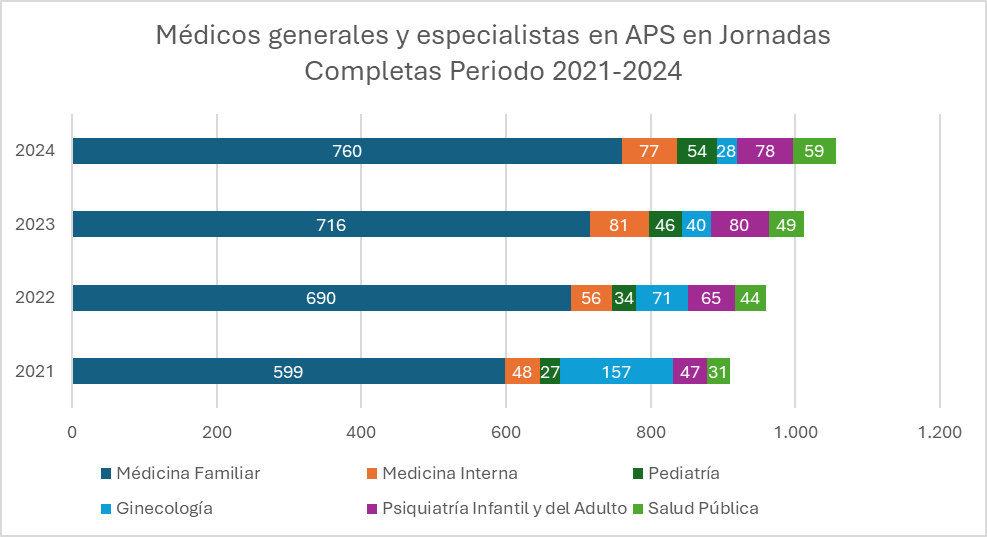 Médicos generales y especialistas en APS en Jornadas
Completas Periodo 2021-2024
2024 760 77 54 28 78 59
2023 716 81 46 40 80 49
2022 690 56 34 71 65 44
2021 599 48 27 157 47 31
0 200 400 600 800 1.000 1.200
Médicina Familiar Medicina Interna Pediatría
Ginecología Psiquiatría Infantil y del Adulto Salud Pública